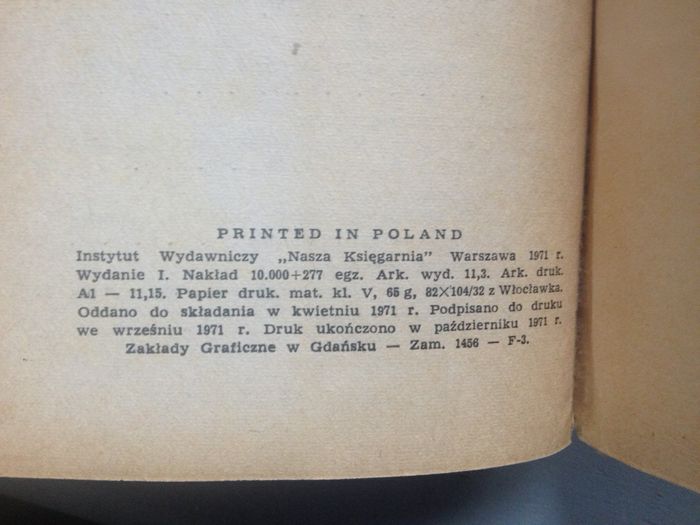 PRINTED IN POLAND
Instytut Wydawniczy „Nasza Księgarnia” Warszawa 1971 r.
Wydanie I. Nakład 10.000+277 egz. Ark. wyd. 11,3. Ark. druk.
A1 — 11,15. Papier druk. mat. kl. V, 65 g, 82×104/32 z Włocławka.
Oddano do składania w kwietniu 1971 r. Podpisano do druku
we wrześniu 1971 r. Druk ukończono w październiku 1971 r.
Zakłady Graficzne w Gdańsku — Zam. 1456 — F-3.